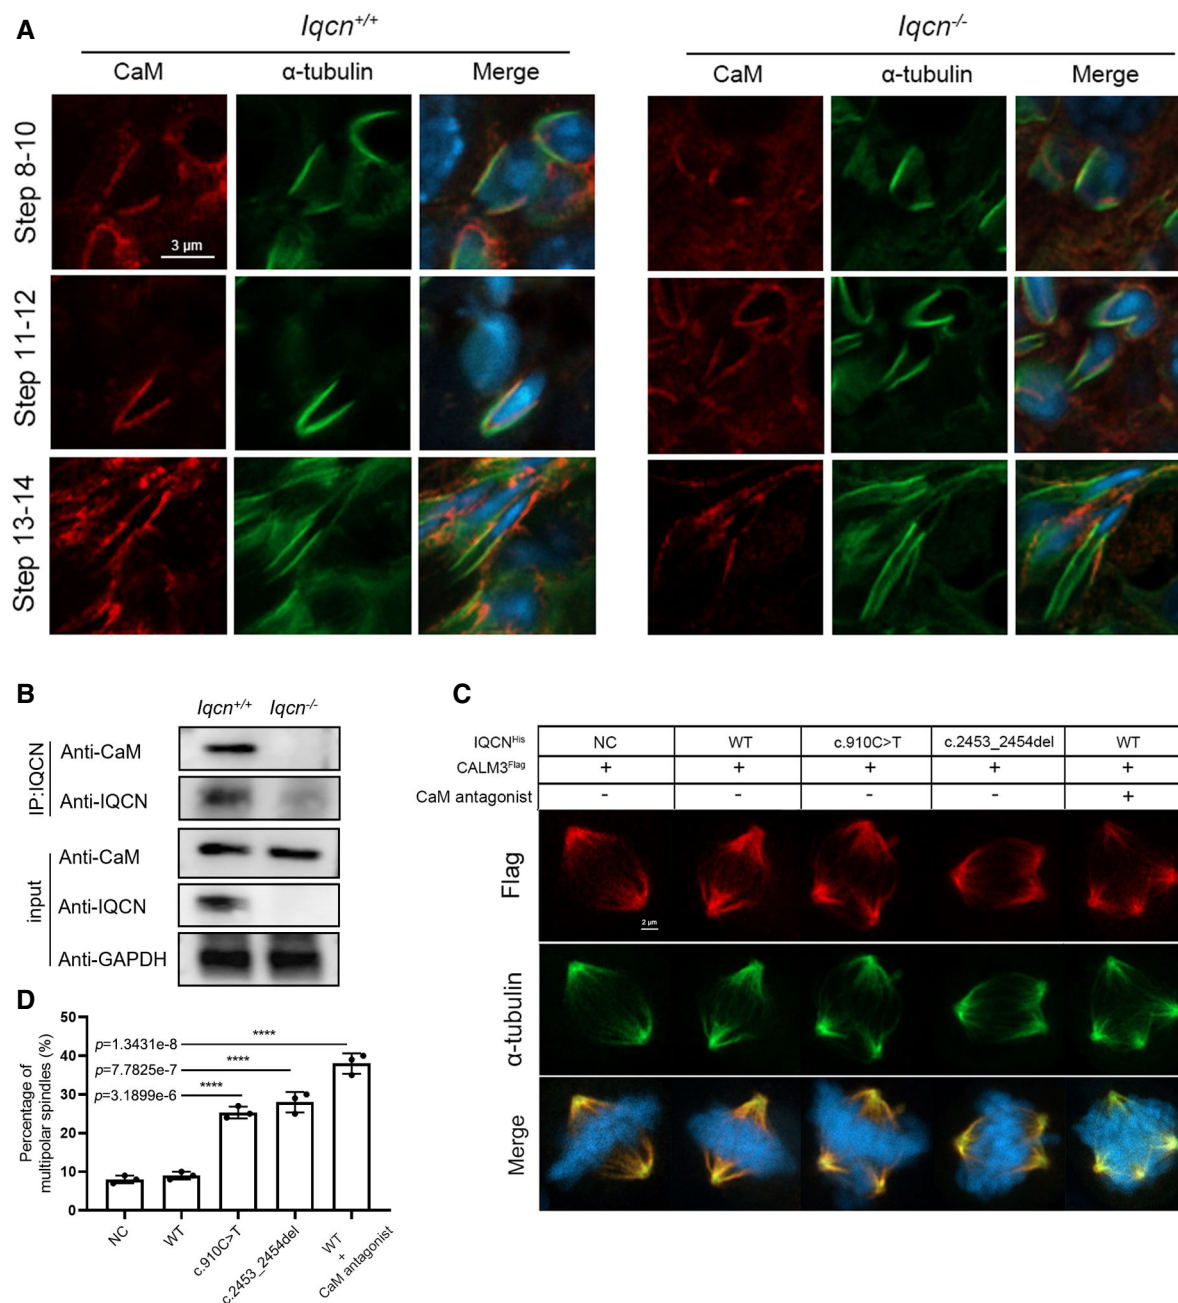 A
Iqcn+/+
Iqcn-/-
CaM α-tubulin Merge
CaM α-tubulin Merge
Step 8-10
3 µm
Step 11-12
Step 13-14
B
Iqcn+/+ Iqcn-/-
IP:IQCN
Anti-CaM
Anti-IQCN
input
Anti-CaM
Anti-IQCN
Anti-GAPDH
C
IQCNHis NC WT c.910C>T c.2453_2454del WT
CALM3Flag + + + + +
CaM antagonist - - - - +
Flag
2 µm
α-tubulin
Merge
D
Percentage of
multipolar spindles (%)
50
40
30
20
10
0
p=1.3431e-8 ****
p=7.7825e-7 ****
p=3.1899e-6 ****
NC
WT
c.910C>T
c.2453_2454del
WT
+
CaM antagonist